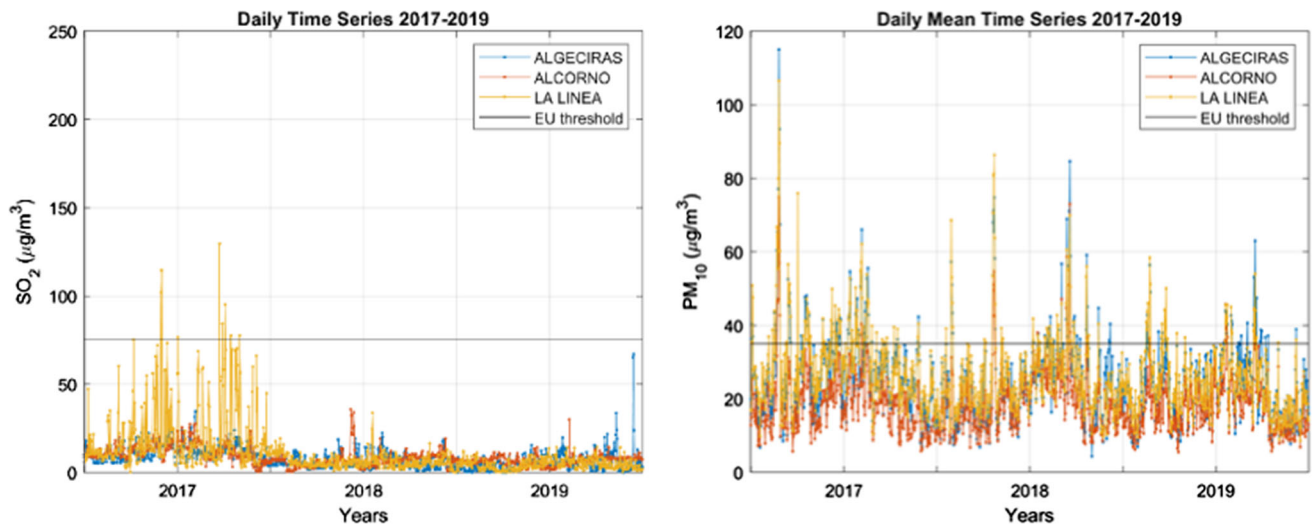 Daily Time Series 2017-2019
250
200
150
100
50
0
SO2 (μg/m3)
ALGECIRAS
ALCORNO
LA LINEA
EU threshold
2017
2018
2019
Years
Daily Mean Time Series 2017-2019
120
100
80
60
40
20
0
PM10 (μg/m3)
ALGECIRAS
ALCORNO
LA LINEA
EU threshold
2017
2018
2019
Years